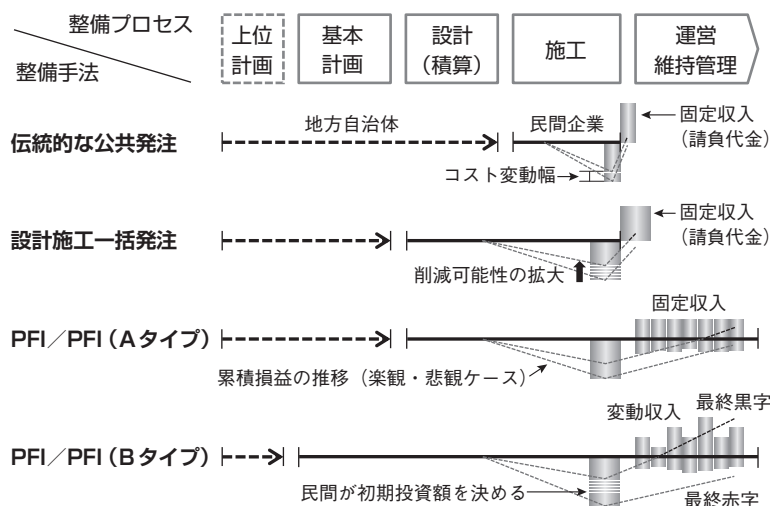 整備プロセス
整備手法
上位
計画
基本
計画
設計
（積算）
施工
運営
維持管理
伝統的な公共発注
地方自治体
民間企業
コスト変動幅
固定収入
（請負代金）
設計施工一括発注
削減可能性の拡大
固定収入
（請負代金）
PFI／PFI（Aタイプ）
累積損益の推移（楽観・悲観ケース）
固定収入
PFI／PFI（Bタイプ）
民間が初期投資額を決める
変動収入
最終黒字
最終赤字